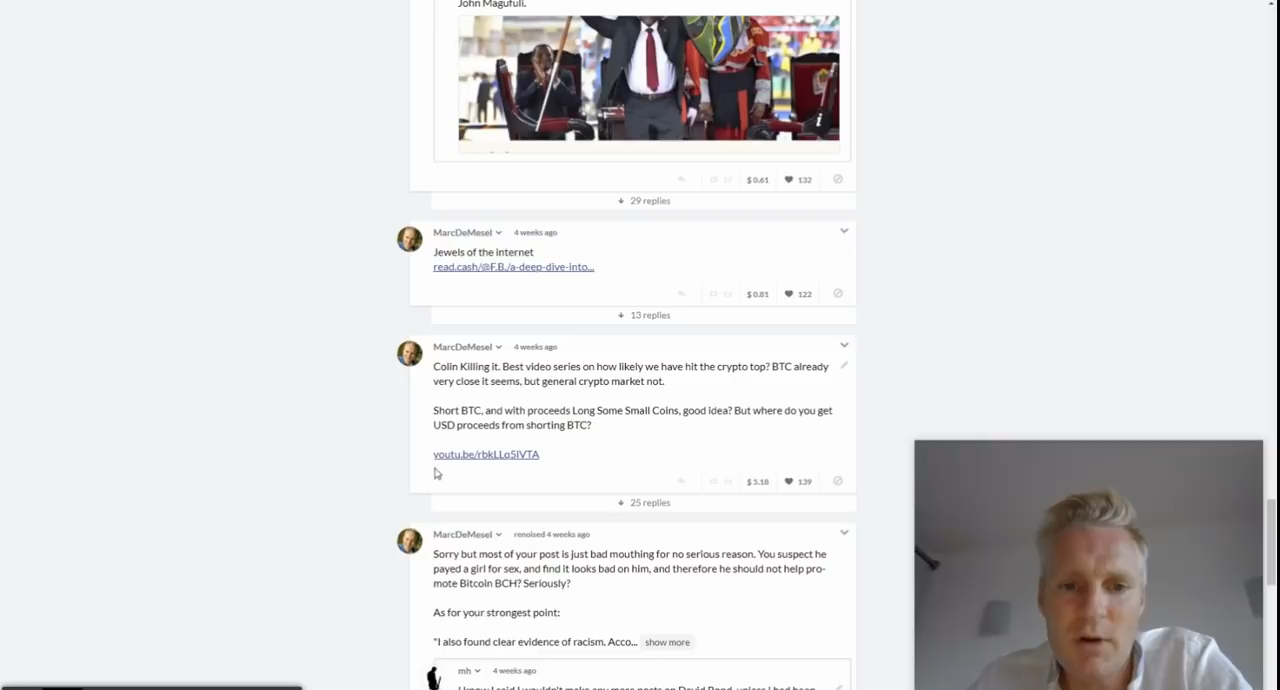 John Magufuli.
17 $ 0.61 132
29 replies
MarcDeMesel 4 weeks ago
Jewels of the internet
read.cash/@F.B./a-deep-dive-into...
$ 0.81 122
13 replies
MarcDeMesel 4 weeks ago
Colin Killing it. Best video series on how likely we have hit the crypto top? BTC already
very close it seems, but general crypto market not.
Short BTC, and with proceeds Long Some Small Coins, good idea? But where do you get
USD proceeds from shorting BTC?
youtu.be/rbkLLq5IVTA
$ 3.18 139
25 replies
MarcDeMesel renoised 4 weeks ago
Sorry but most of your post is just bad mouthing for no serious reason. You suspect he
payed a girl for sex, and find it looks bad on him, and therefore he should not help pro-
mote Bitcoin BCH? Seriously?
As for your strongest point:
"I also found clear evidence of racism. Acco... show more
mh 4 weeks ago